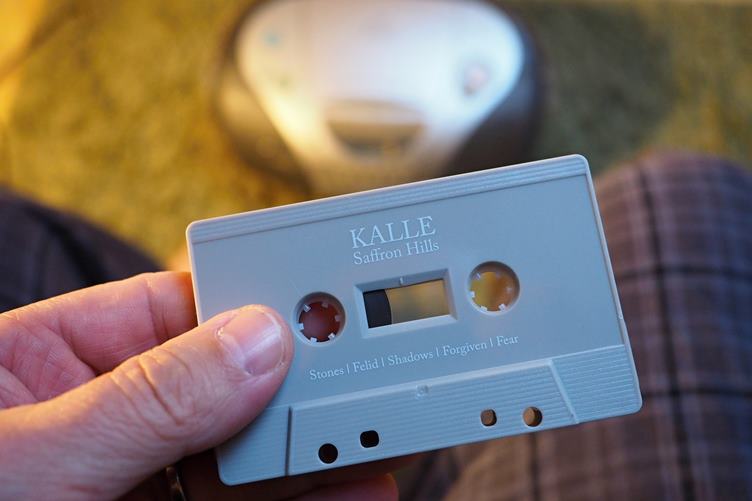 KALLE
Saffron Hills
Stones | Felid | Shadows | Forgiven | Fear